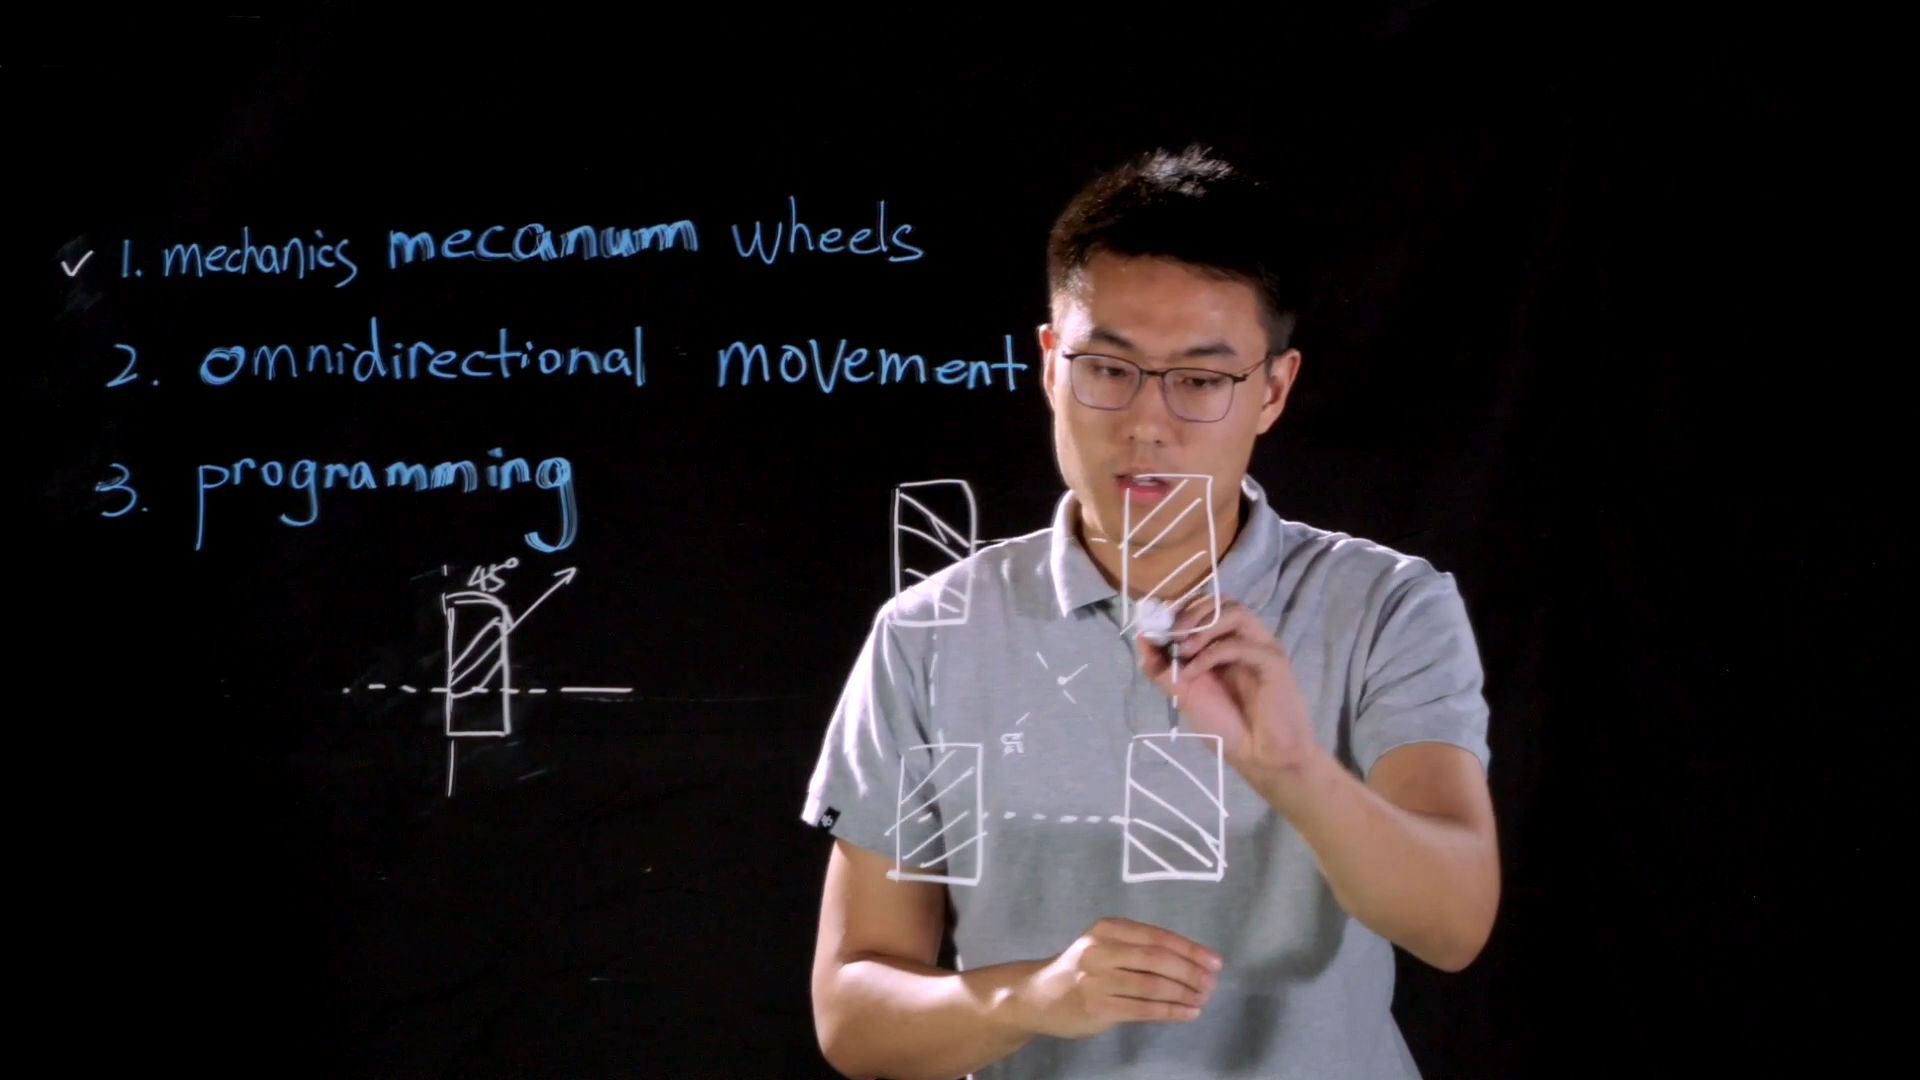 ✓ 1. mechanics mecanum wheels
2. omnidirectional movement
3. programming
45°